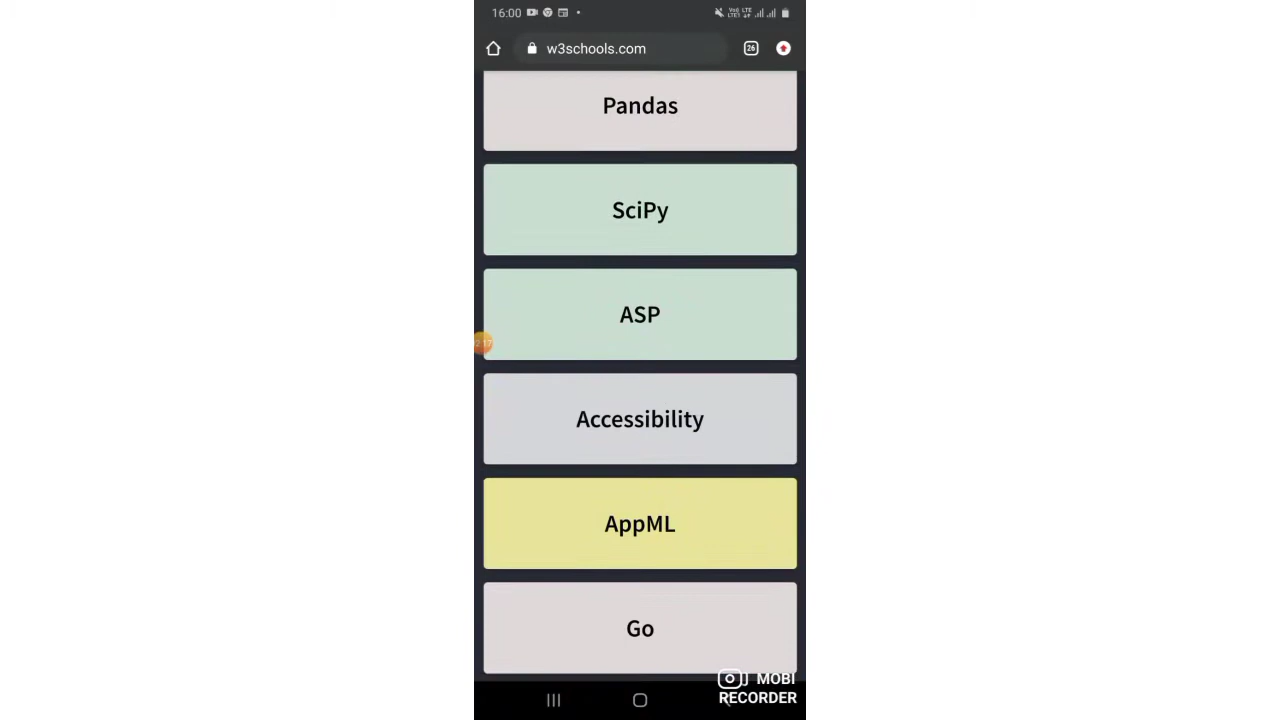 16:00
w3schools.com
26
Pandas
SciPy
ASP
Accessibility
AppML
Go
MOBI
RECORDER